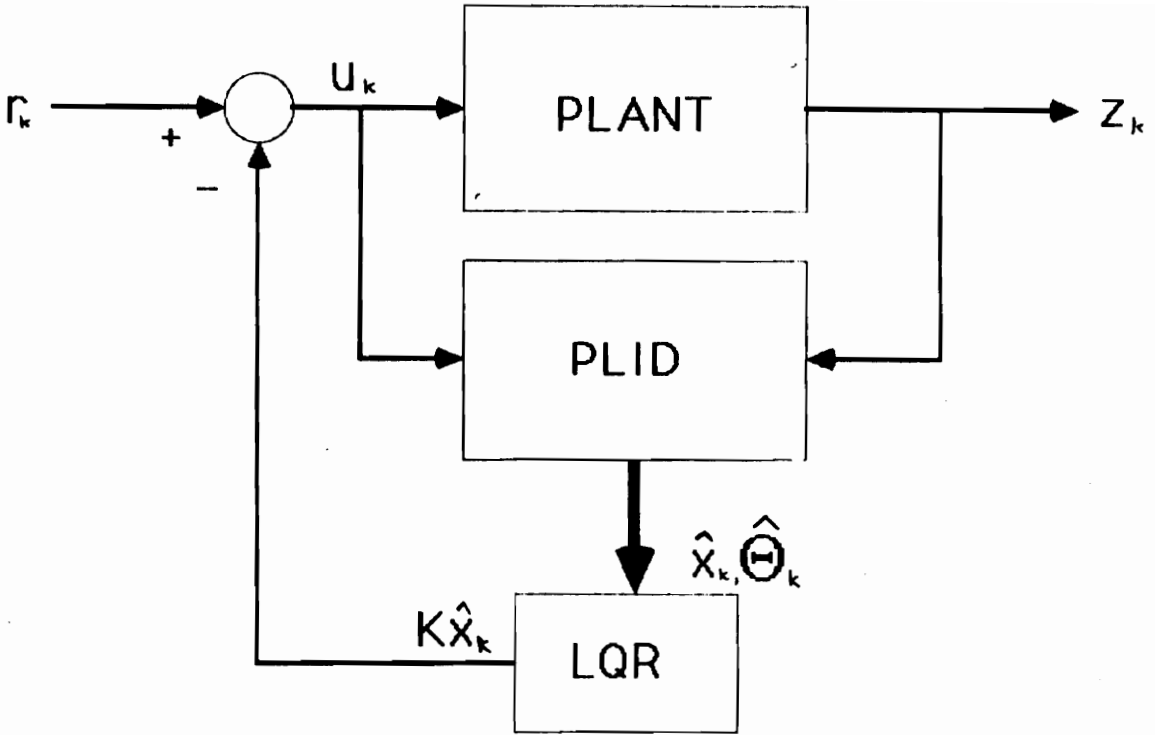 r_k
+
−
u_k
PLANT
z_k
PLID
x̂_k, Θ̂_k
Kx̂_k
LQR